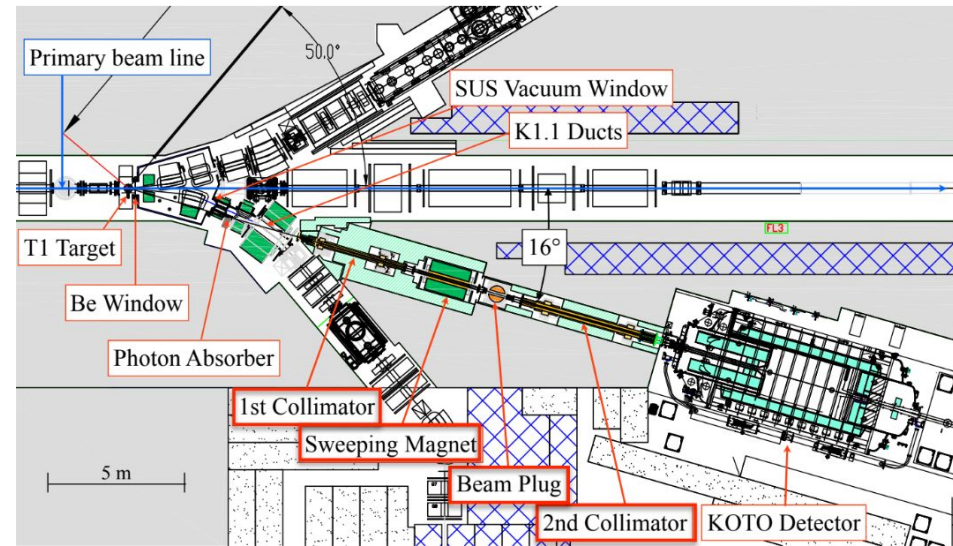 Primary beam line
50.0°
SUS Vacuum Window
K1.1 Ducts
T1 Target
Be Window
Photon Absorber
16°
FL3
1st Collimator
Sweeping Magnet
Beam Plug
2nd Collimator
KOTO Detector
5 m